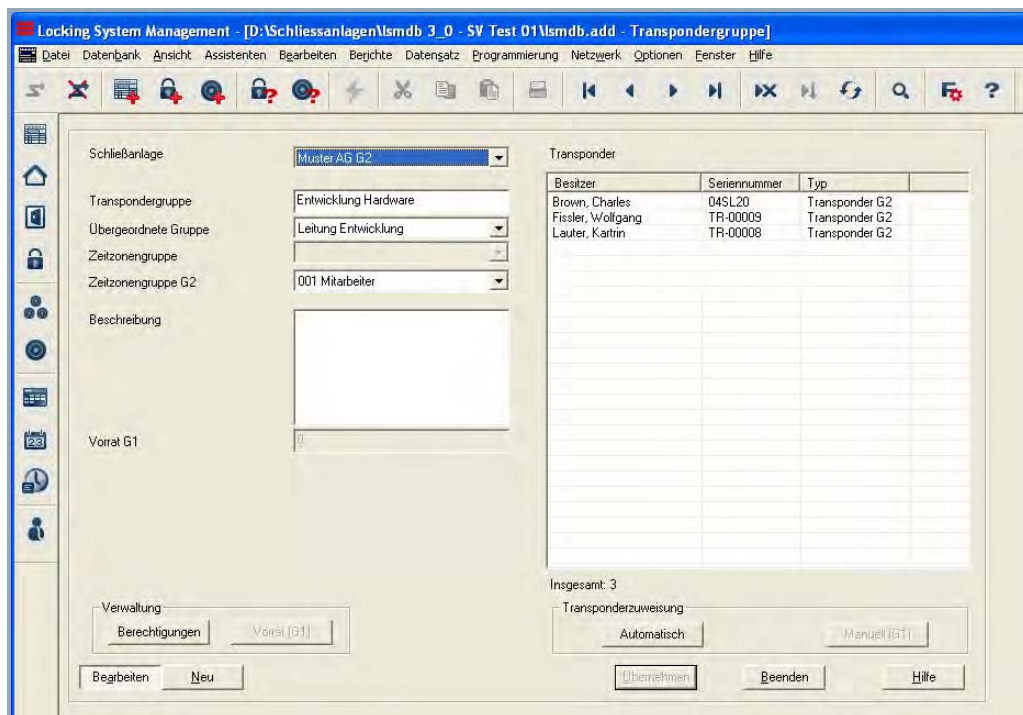 Locking System Management - [D:\Schliessanlagen\lsmdb 3_0 - SV Test 01\lsmdb.add - Transpondergruppe]
Datei Datenbank Ansicht Assistenten Bearbeiten Berichte Datensatz Programmierung Netzwerk Optionen Fenster Hilfe
Schließanlage
Muster AG G2
Transpondergruppe
Entwicklung Hardware
Übergeordnete Gruppe
Leitung Entwicklung
Zeitzonengruppe
Zeitzonengruppe G2
001 Mitarbeiter
Beschreibung
Vorrat G1
0
Transponder
Besitzer Seriennummer Typ
Brown, Charles 04SL20 Transponder G2
Fissler, Wolfgang TR-00009 Transponder G2
Lauter, Kartrin TR-00008 Transponder G2
Insgesamt: 3
Verwaltung
Berechtigungen Vorrat (G1)
Transponderzuweisung
Automatisch Manuell (G1)
Bearbeiten Neu Übernehmen Beenden Hilfe
23